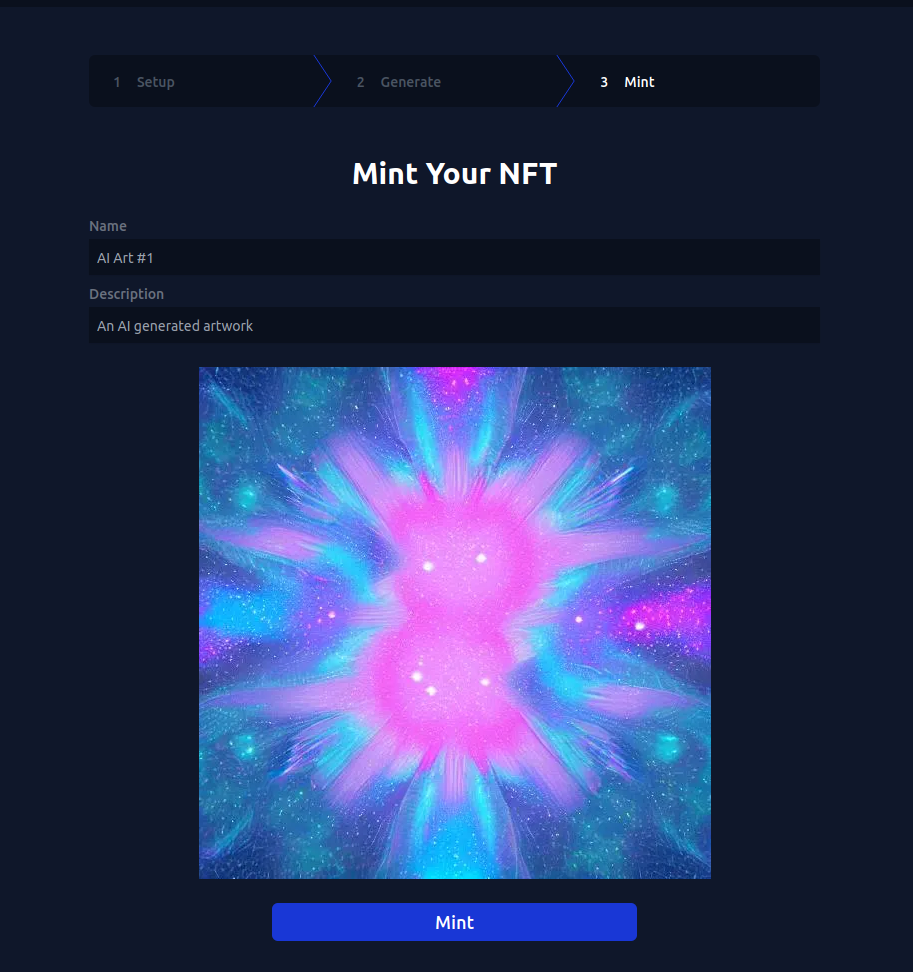 1 Setup 2 Generate 3 Mint
Mint Your NFT
Name
AI Art #1
Description
An AI generated artwork
Mint